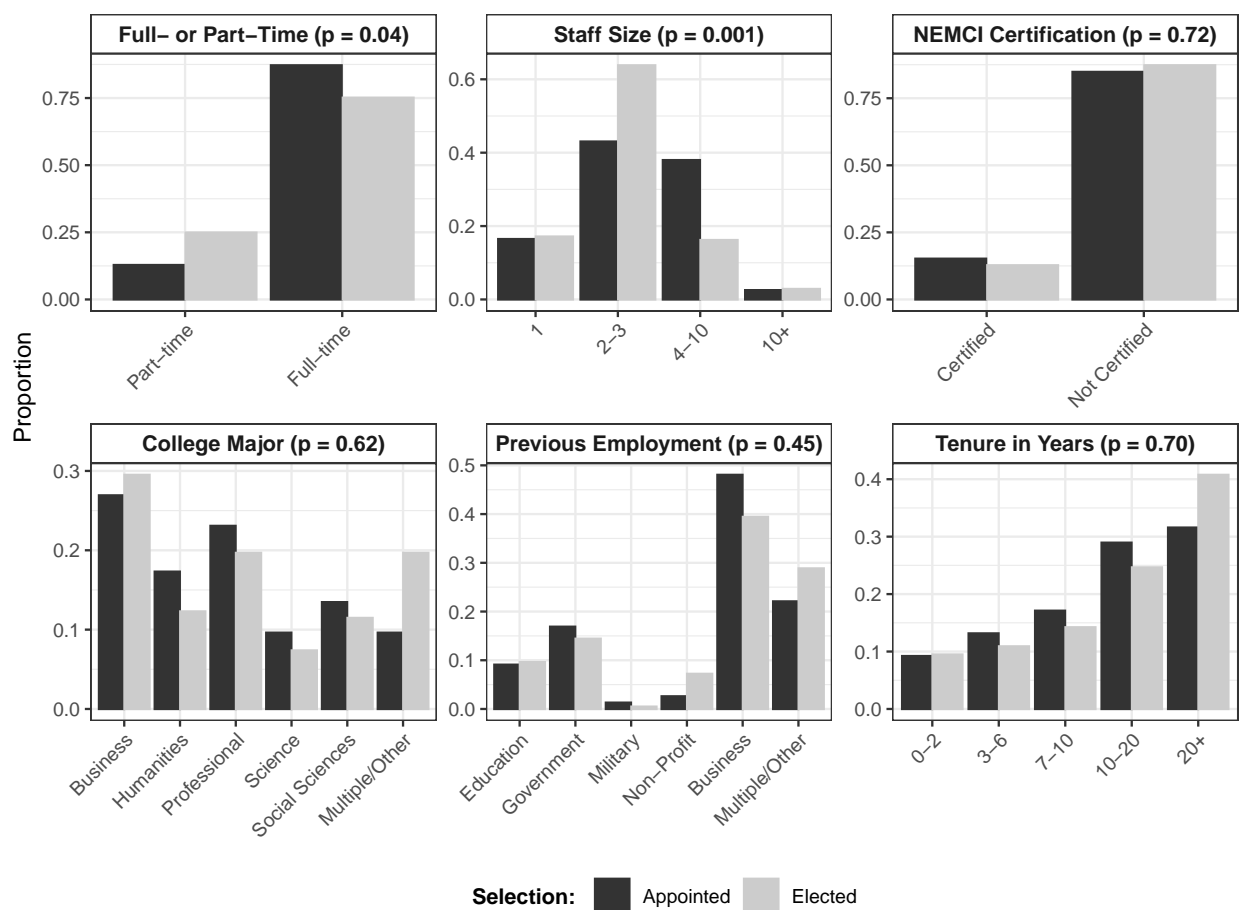 Full- or Part-Time (p = 0.04)
Staff Size (p = 0.001)
NEMCI Certification (p = 0.72)
0.75
0.50
0.25
0.00
0.6
0.4
0.2
0.0
0.75
0.50
0.25
0.00
Part-time
Full-time
1
2-3
4-10
10+
Certified
Not Certified
Proportion
College Major (p = 0.62)
Previous Employment (p = 0.45)
Tenure in Years (p = 0.70)
0.3
0.2
0.1
0.0
0.5
0.4
0.3
0.2
0.1
0.0
0.4
0.3
0.2
0.1
0.0
Business
Humanities
Professional
Science
Social Sciences
Multiple/Other
Education
Government
Military
Non-Profit
Business
Multiple/Other
0-2
3-6
7-10
10-20
20+
Selection: Appointed Elected